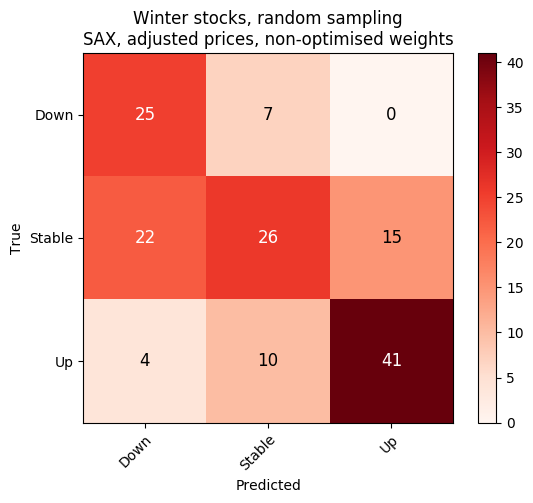 Winter stocks, random sampling
SAX, adjusted prices, non-optimised weights
True
Down
25
7
0
Stable
22
26
15
Up
4
10
41
Down
Stable
Up
Predicted
40
35
30
25
20
15
10
5
0